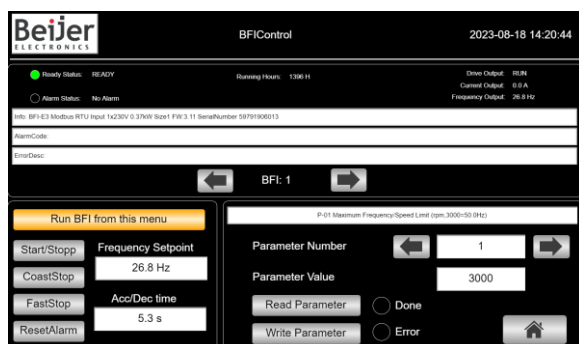 Beijer
ELECTRONICS
BFIControl
2023-08-18 14:20:44
Ready Status: READY
Running Hours: 1396 H
Drive Output: RUN
Current Output: 0.0 A
Alarm Status: No Alarm
Frequency Output: 26.8 Hz
Info: BFI-E3 Modbus RTU Input 1x230V 0.37kW Size1 FW:3.11 SerialNumber 59791906013
AlarmCode:
ErrorDesc:
BFI: 1
Run BFI from this menu
P-01 Maximum Frequency/Speed Limit (rpm,3000=50.0Hz)
Start/Stopp
Frequency Setpoint
Parameter Number
1
26.8 Hz
CoastStop
Parameter Value
3000
FastStop
Acc/Dec time
Read Parameter
Done
5.3 s
ResetAlarm
Write Parameter
Error